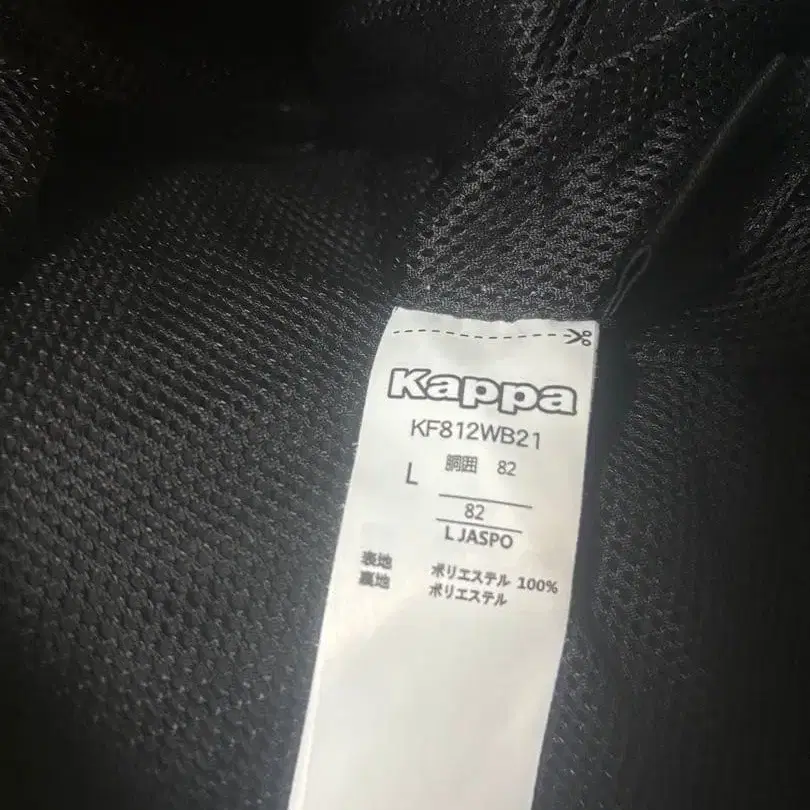 Kappa
KF812WB21
L 胴囲 82
82
L JASPO
表地 ポリエステル 100%
裏地 ポリエステル